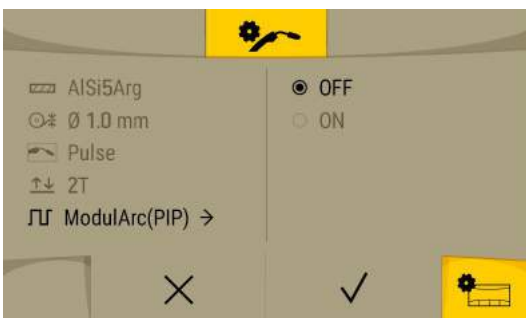 AlSi5Arg
Ø 1.0 mm
Pulse
2T
ModulArc(PIP) →
OFF
ON